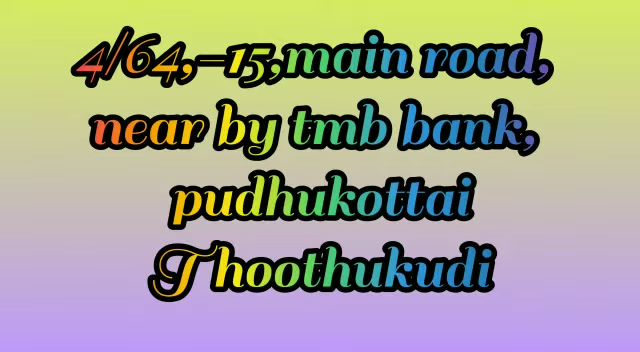 4/64,-15,main road,
near by tmb bank,
pudhukottai
Thoothukudi